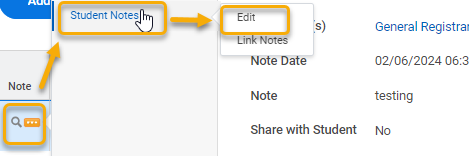 Add
Student Notes
Edit
Link Notes
(s)
General Registrar
Note Date
02/06/2024 6:3
Note
Note
testing
Share with Student
No